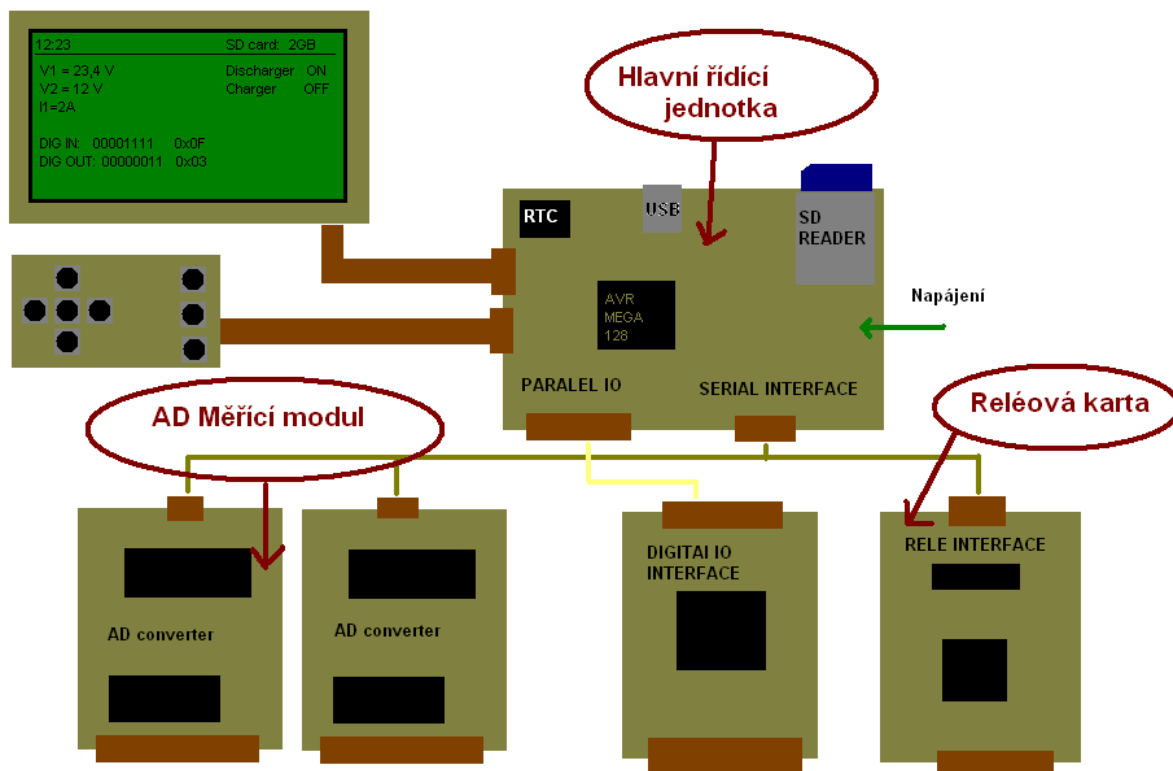 12:23 SD card: 2GB
V1 = 23,4 V Discharger ON
V2 = 12 V Charger OFF
I1=2A
DIG IN: 00001111 0x0F
DIG OUT: 00000011 0x03
Hlavní řídící
jednotka
RTC
USB
SD
READER
AVR
MEGA
128
Napájení
PARALEL IO
SERIAL INTERFACE
AD Měřící modul
Reléová karta
AD converter
AD converter
DIGITAl IO
INTERFACE
RELE INTERFACE